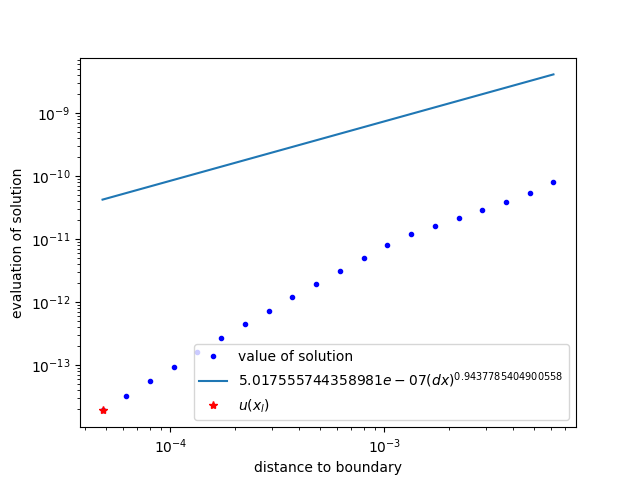 10^{-9}
10^{-10}
10^{-11}
10^{-12}
10^{-13}
evaluation of solution
value of solution
5.017555744358981e − 07(dx)^{0.9437785404900558}
u(x_l)
10^{-4} 10^{-3}
distance to boundary